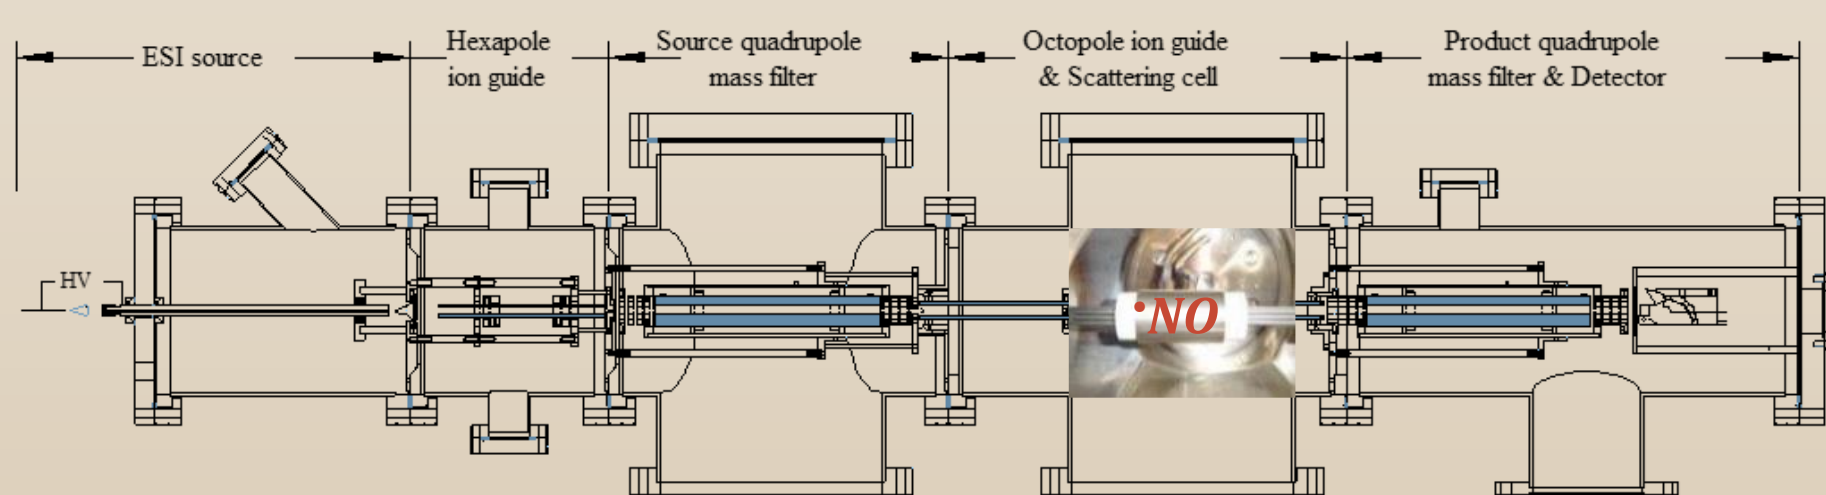 ESI source
Hexapole
ion guide
Source quadrupole
mass filter
Octopole ion guide
& Scattering cell
Product quadrupole
mass filter & Detector
HV
•NO